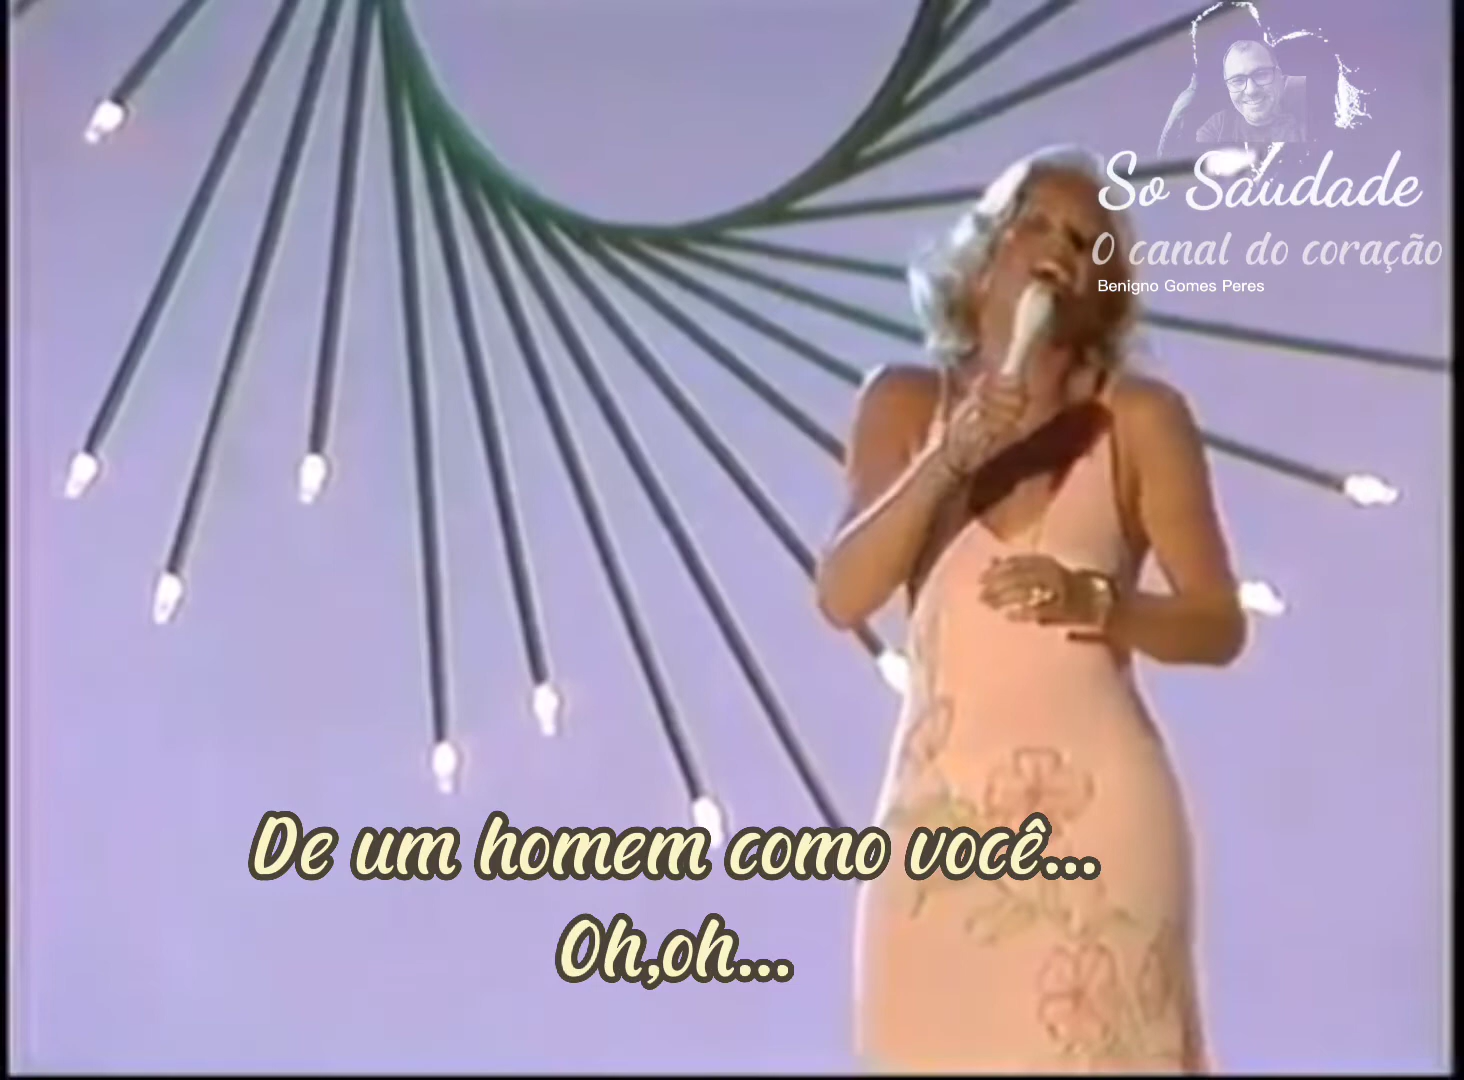 So Saudade
O canal do coração
Benigno Gomes Peres
De um homem como você...
Oh,oh...